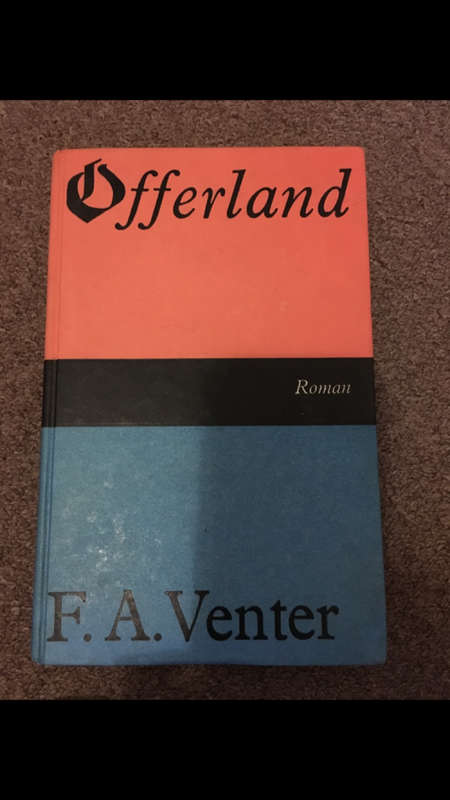 Offerland
Roman
F. A. Venter